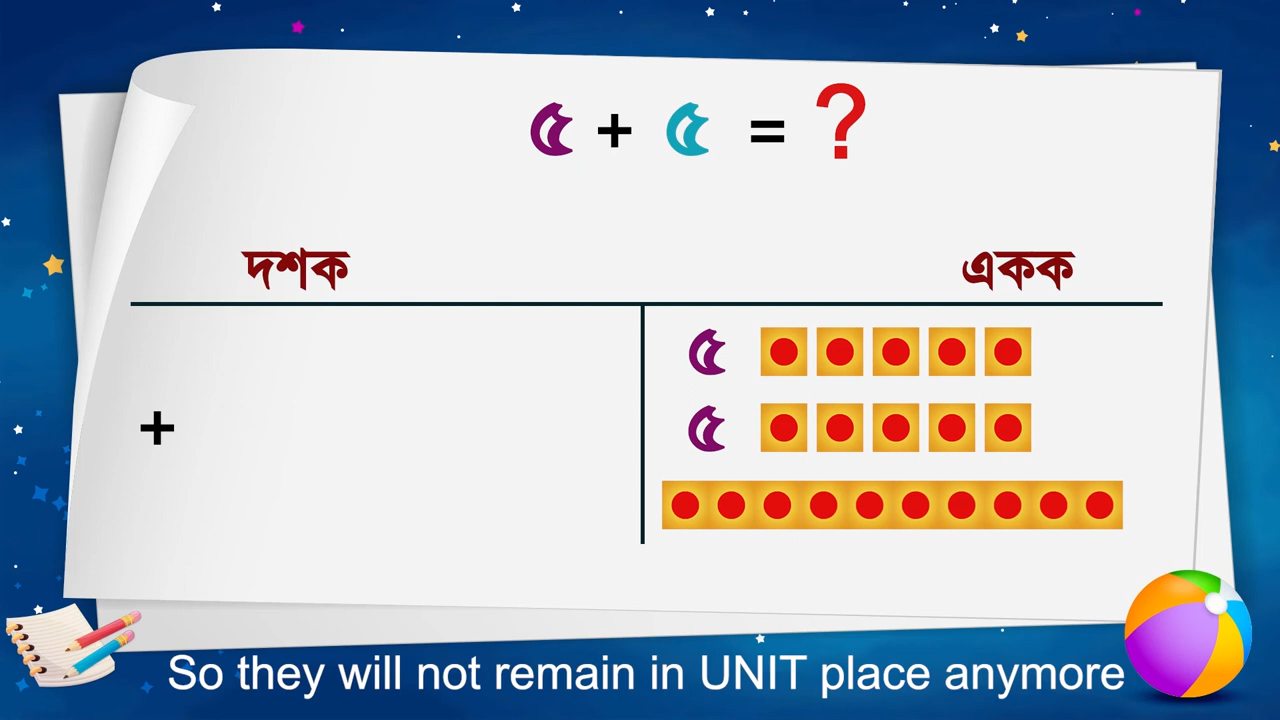 ৫ + ৫ = ?
দশক একক
৫
+ ৫
So they will not remain in UNIT place anymore